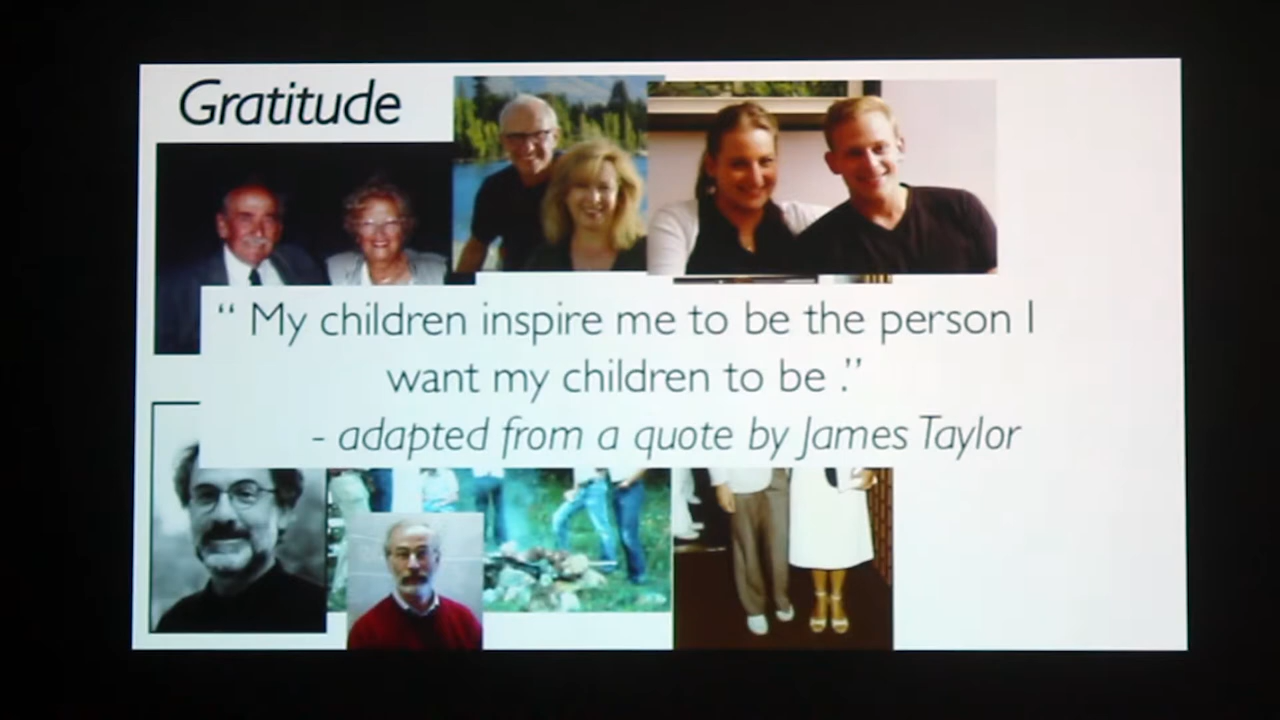 Gratitude
“ My children inspire me to be the person I
want my children to be .”
- adapted from a quote by James Taylor